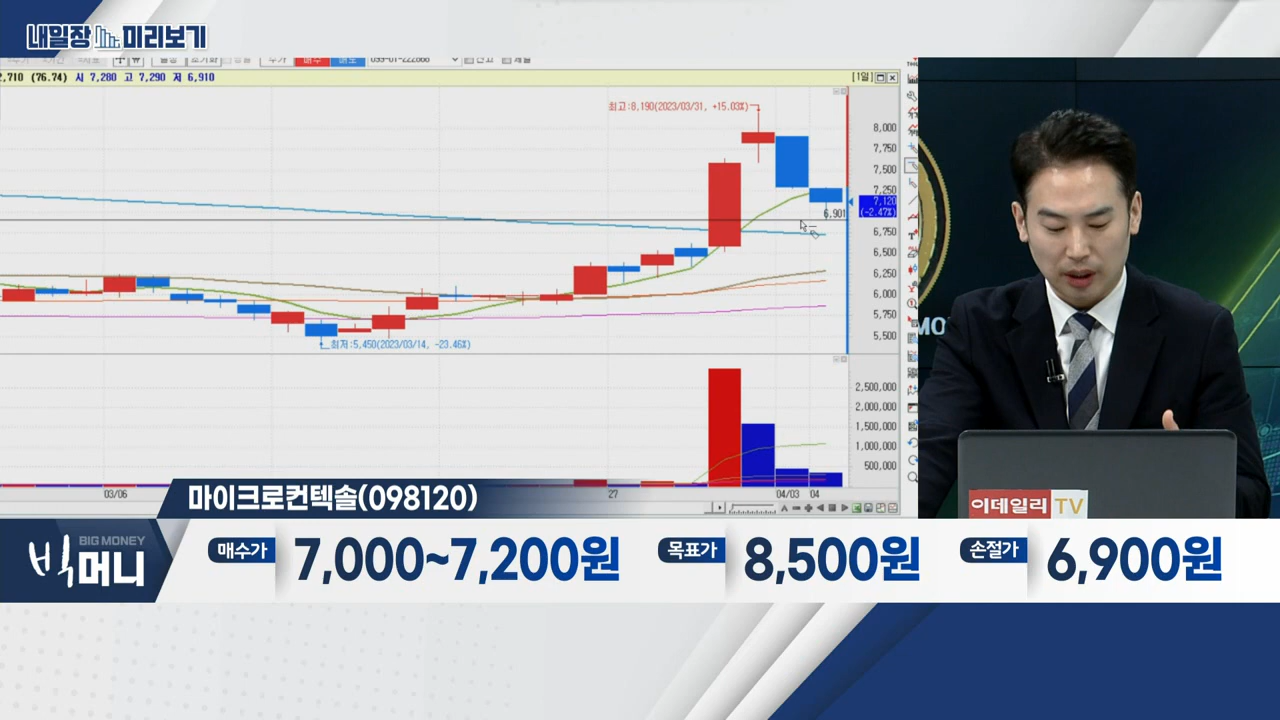 내일장 미리보기
2,710 (76.74) 시 7,280 고 7,290 저 6,910
[1일]
최고:8,190(2023/03/31, +15.03%)
8,000
7,750
7,500
7,250
7,120
(-2.47%)
6,901
6,750
6,500
6,250
6,000
5,750
5,500
최저:5,450(2023/03/14, -23.46%)
2,500,000
2,000,000
1,500,000
1,000,000
500,000
03/06
27
04/03
04
이데일리 TV
마이크로컨텍솔(098120)
BIG MONEY
빅머니
매수가 7,000~7,200원
목표가 8,500원
손절가 6,900원